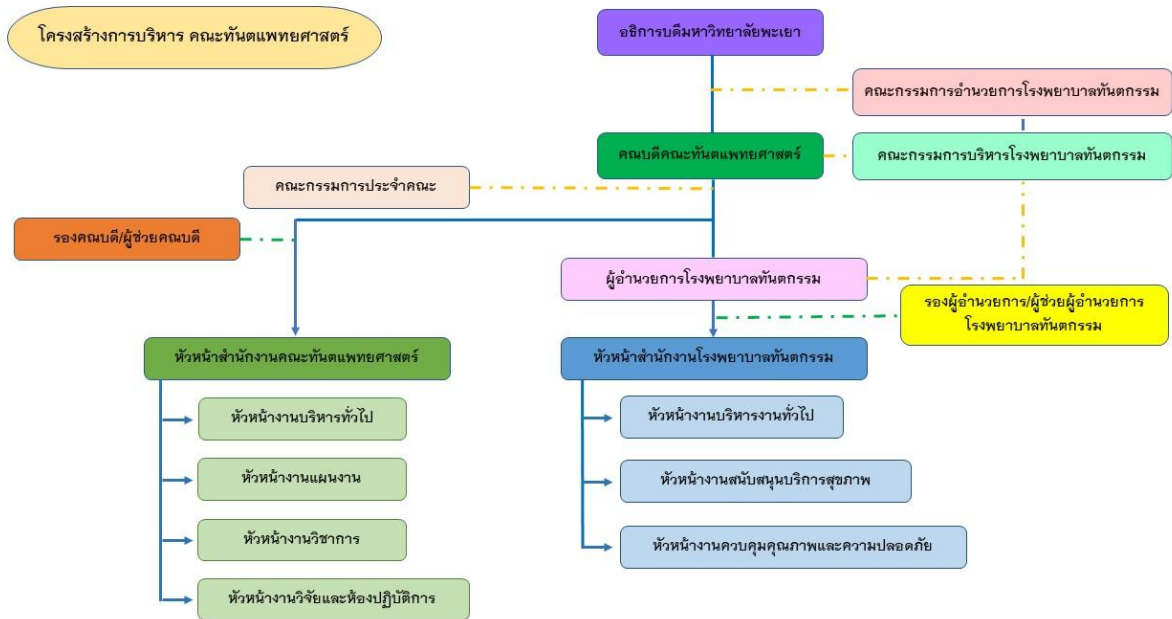 โครงสร้างการบริหาร คณะทันตแพทยศาสตร์
อธิการบดีมหาวิทยาลัยพะเยา
คณะกรรมการอำนวยการโรงพยาบาลทันตกรรม
คณบดีคณะทันตแพทยศาสตร์
คณะกรรมการบริหารโรงพยาบาลทันตกรรม
คณะกรรมการประจำคณะ
รองคณบดี/ผู้ช่วยคณบดี
ผู้อำนวยการโรงพยาบาลทันตกรรม
รองผู้อำนวยการ/ผู้ช่วยผู้อำนวยการ
โรงพยาบาลทันตกรรม
หัวหน้าสำนักงานคณะทันตแพทยศาสตร์
หัวหน้าสำนักงานโรงพยาบาลทันตกรรม
หัวหน้างานบริหารทั่วไป
หัวหน้างานแผนงาน
หัวหน้างานวิชาการ
หัวหน้างานวิจัยและห้องปฏิบัติการ
หัวหน้างานบริหารงานทั่วไป
หัวหน้างานสนับสนุนบริการสุขภาพ
หัวหน้างานควบคุมคุณภาพและความปลอดภัย